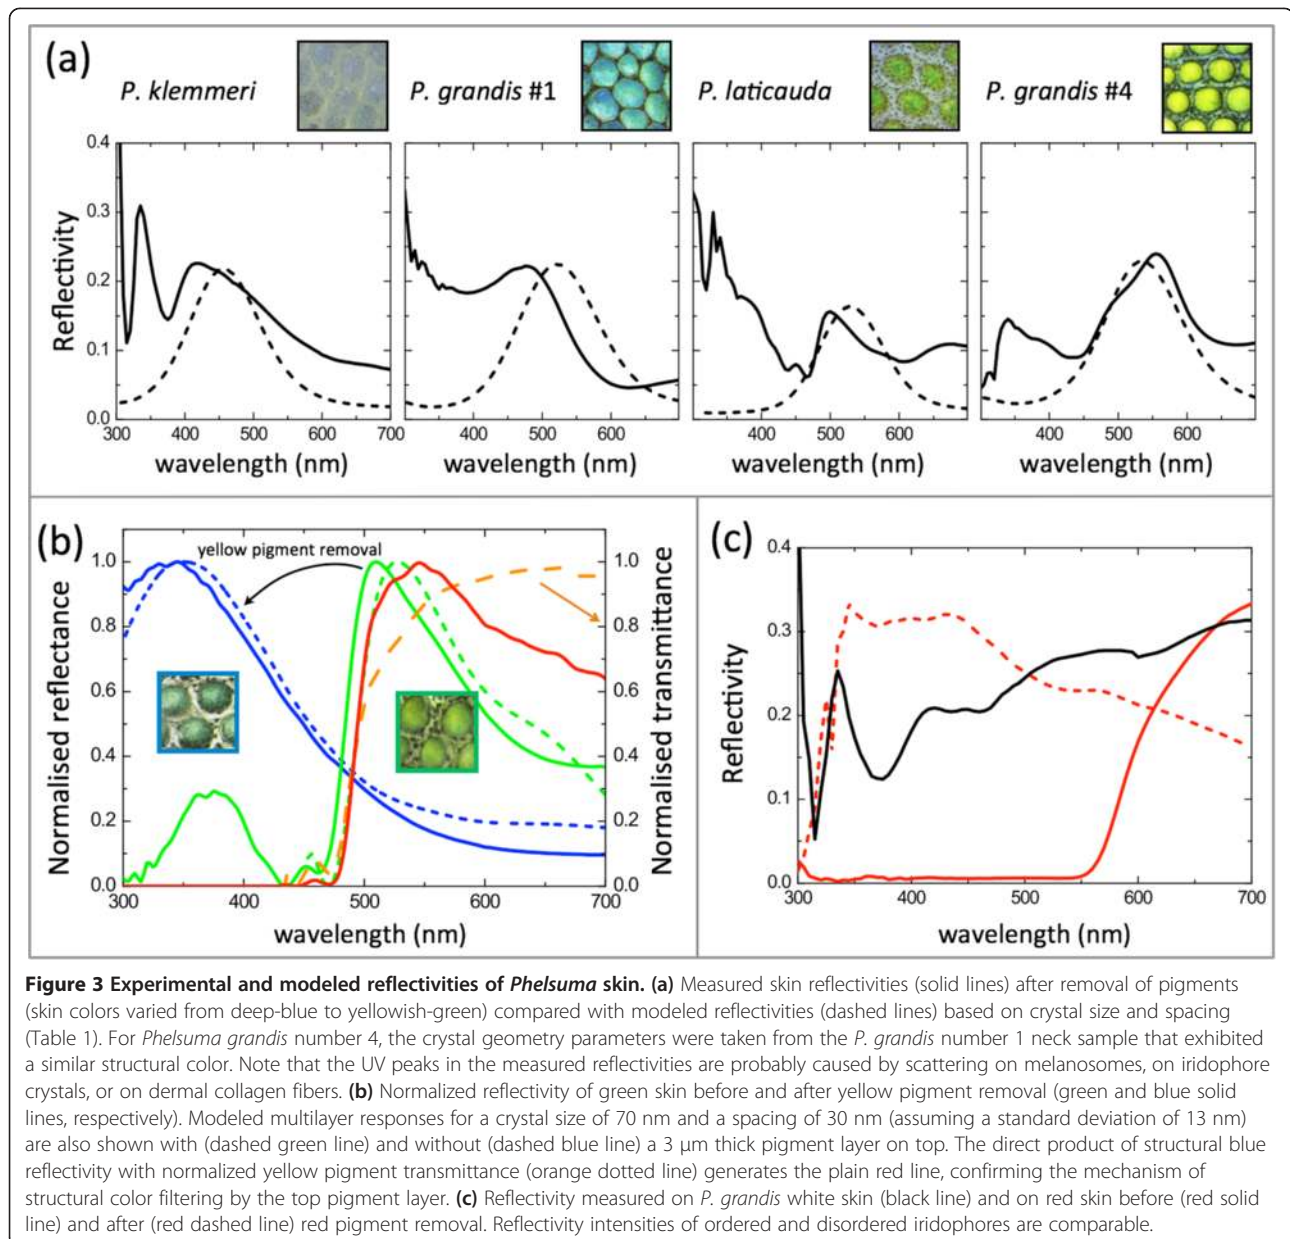 (a)
P. klemmeri
P. grandis #1
P. laticauda
P. grandis #4
Reflectivity
0.4
0.3
0.2
0.1
0.0
300 400 500 600 700
400 500 600
400 500 600
400 500 600
wavelength (nm)
wavelength (nm)
wavelength (nm)
wavelength (nm)
(b)
yellow pigment removal
Normalised reflectance
1.0
0.8
0.6
0.4
0.2
0.0
1.0
0.8
0.6
0.4
0.2
0.0
Normalised transmittance
300 400 500 600 700
wavelength (nm)
(c)
Reflectivity
0.4
0.3
0.2
0.1
0.0
300 400 500 600 700
wavelength (nm)
Figure 3 Experimental and modeled reflectivities of Phelsuma skin. (a) Measured skin reflectivities (solid lines) after removal of pigments
(skin colors varied from deep-blue to yellowish-green) compared with modeled reflectivities (dashed lines) based on crystal size and spacing
(Table 1). For Phelsuma grandis number 4, the crystal geometry parameters were taken from the P. grandis number 1 neck sample that exhibited
a similar structural color. Note that the UV peaks in the measured reflectivities are probably caused by scattering on melanosomes, on iridophore
crystals, or on dermal collagen fibers. (b) Normalized reflectivity of green skin before and after yellow pigment removal (green and blue solid
lines, respectively). Modeled multilayer responses for a crystal size of 70 nm and a spacing of 30 nm (assuming a standard deviation of 13 nm)
are also shown with (dashed green line) and without (dashed blue line) a 3 μm thick pigment layer on top. The direct product of structural blue
reflectivity with normalized yellow pigment transmittance (orange dotted line) generates the plain red line, confirming the mechanism of
structural color filtering by the top pigment layer. (c) Reflectivity measured on P. grandis white skin (black line) and on red skin before (red solid
line) and after (red dashed line) red pigment removal. Reflectivity intensities of ordered and disordered iridophores are comparable.